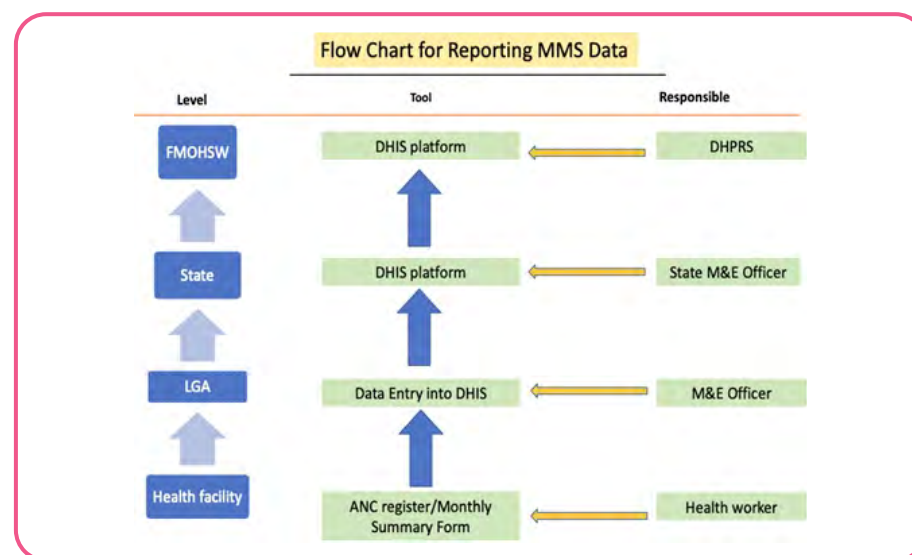 Flow Chart for Reporting MMS Data
Level Tool Responsible
FMOHSW DHIS platform DHPRS
State DHIS platform State M&E Officer
LGA Data Entry into DHIS M&E Officer
Health facility ANC register/Monthly Health worker
Summary Form